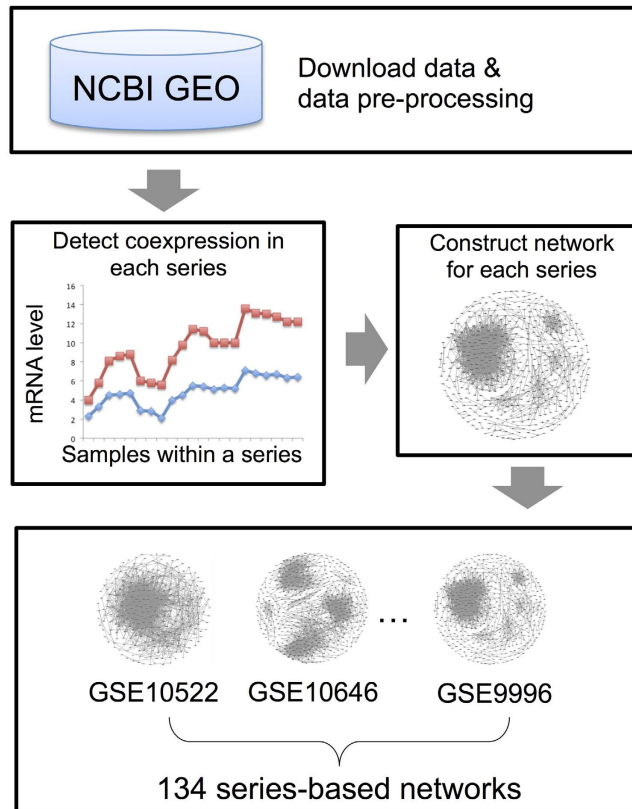 NCBI GEO
Download data &
data pre-processing
Detect coexpression in
each series
16
14
12
10
8
6
4
2
0
mRNA level
Samples within a series
Construct network
for each series
...
GSE10522
GSE10646
GSE9996
134 series-based networks